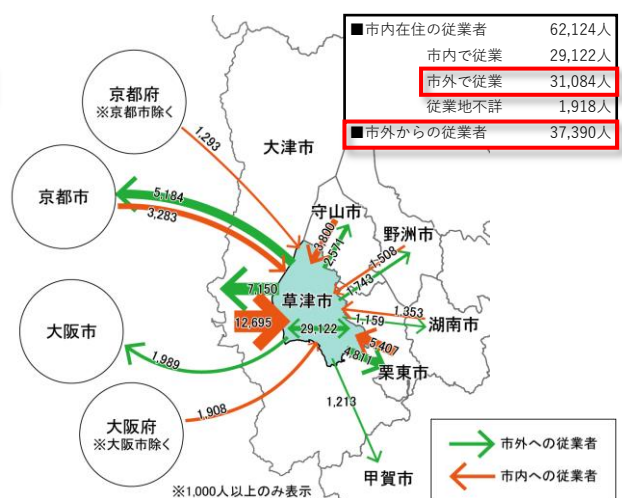 ■市内在住の従業者 62,124人
市内で従業 29,122人
市外で従業 31,084人
従業地不詳 1,918人
■市外からの従業者 37,390人
京都府
※京都市除く
1,293
大津市
京都市
5,184
3,283
守山市
3,800
2,571
野洲市
1,508
1,743
7,150
草津市
12,695
29,122
1,353
1,159
湖南市
大阪市
1,989
5,407
4,811
栗東市
大阪府
※大阪市除く
1,908
1,213
甲賀市
市外への従業者
市内への従業者
※1,000人以上のみ表示